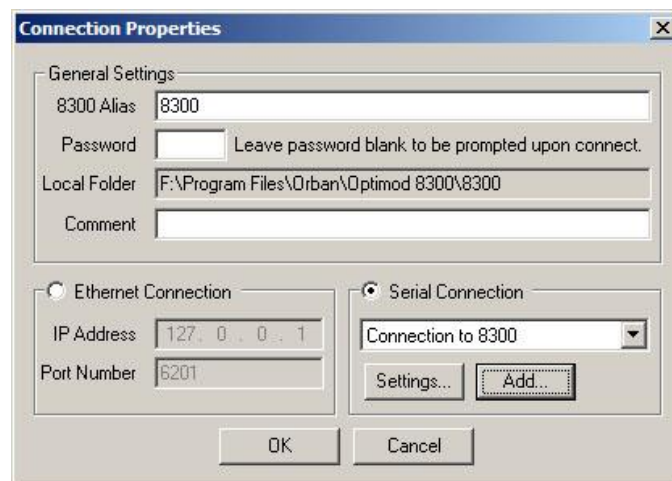 Connection Properties
General Settings
8300 Alias 8300
Password Leave password blank to be prompted upon connect.
Local Folder F:\Program Files\Orban\Optimod 8300\8300
Comment
Ethernet Connection
IP Address 127. 0 . 0 . 1
Port Number 6201
Serial Connection
Connection to 8300
Settings... Add...
OK Cancel